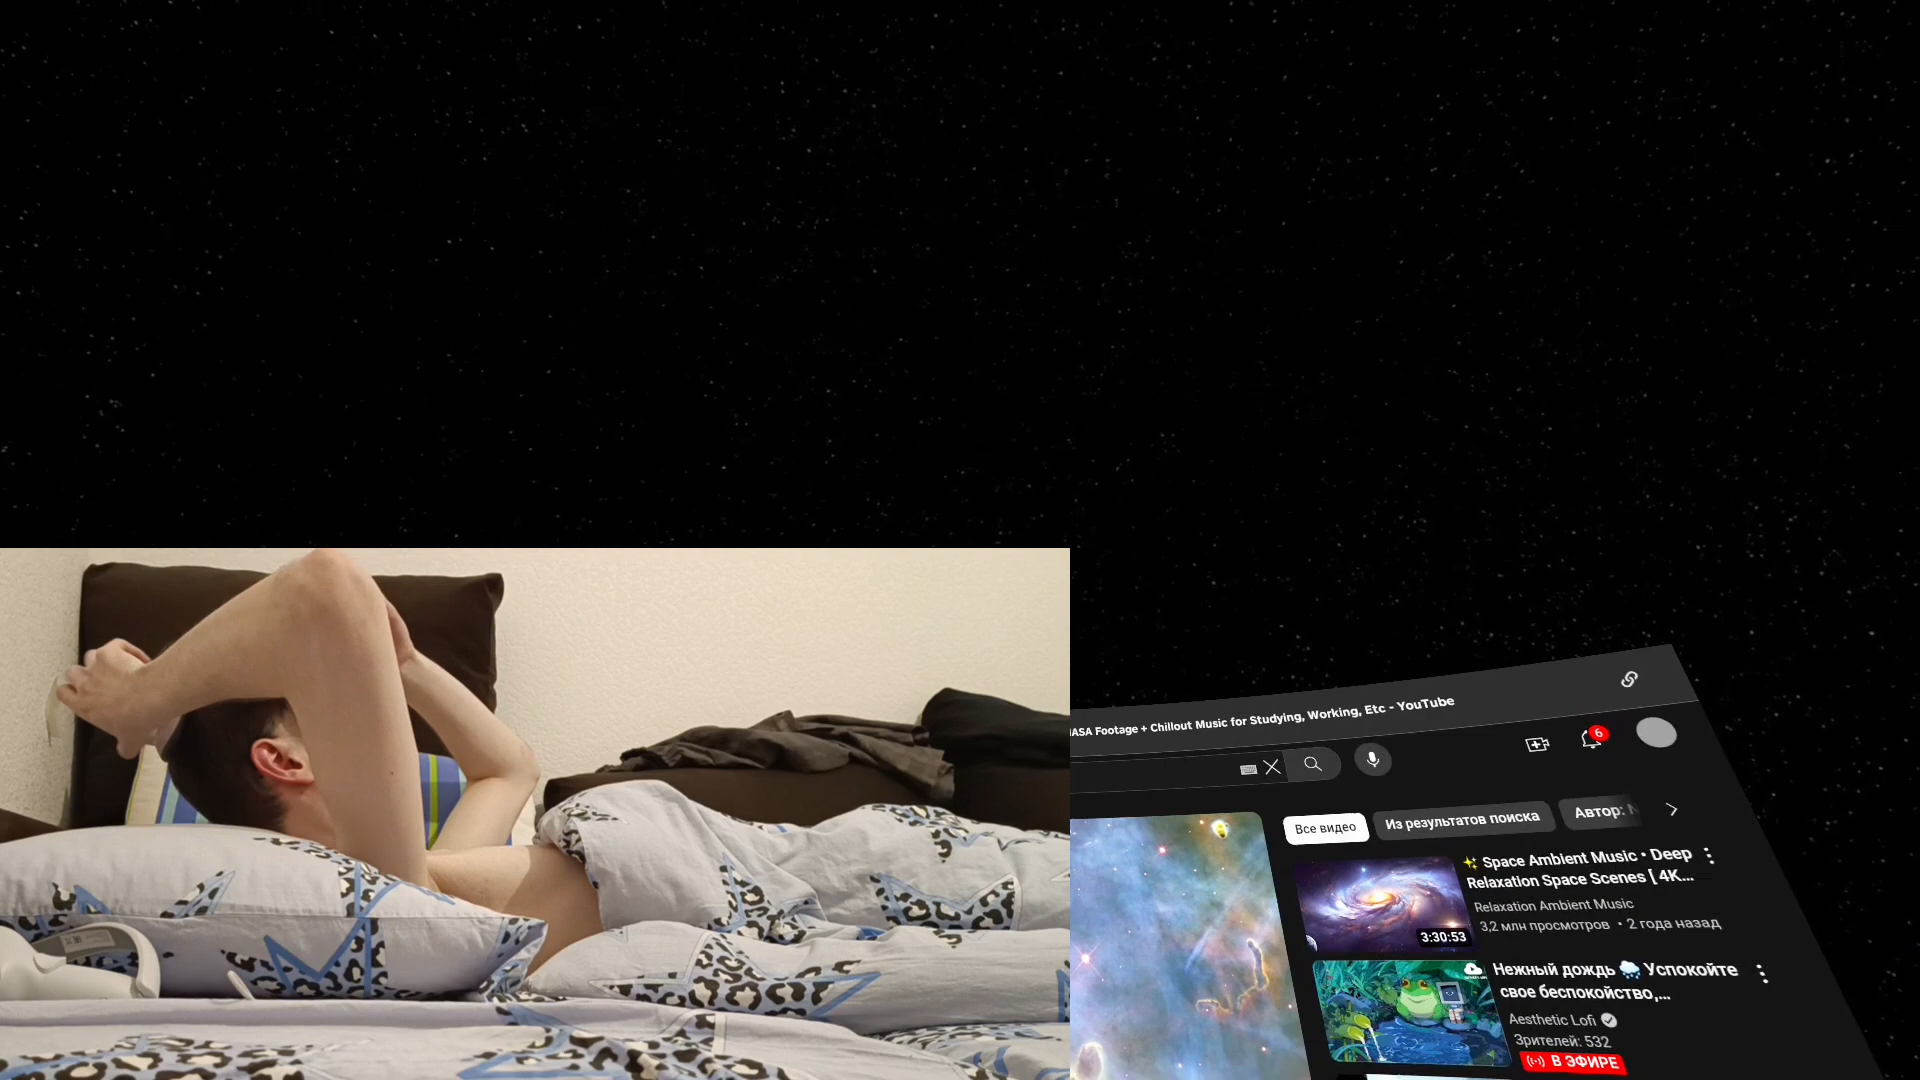 ASA Footage + Chillout Music for Studying, Working, Etc - YouTube
6
Все видео
Из результатов поиска
Автор:
✨ Space Ambient Music • Deep
Relaxation Space Scenes [ 4K...
Relaxation Ambient Music
3,2 млн просмотров • 2 года назад
3:30:53
Нежный дождь 🌧 Успокойте
свое беспокойство,...
Aesthetic Lofi
Зрителей: 532
В ЭФИРЕ